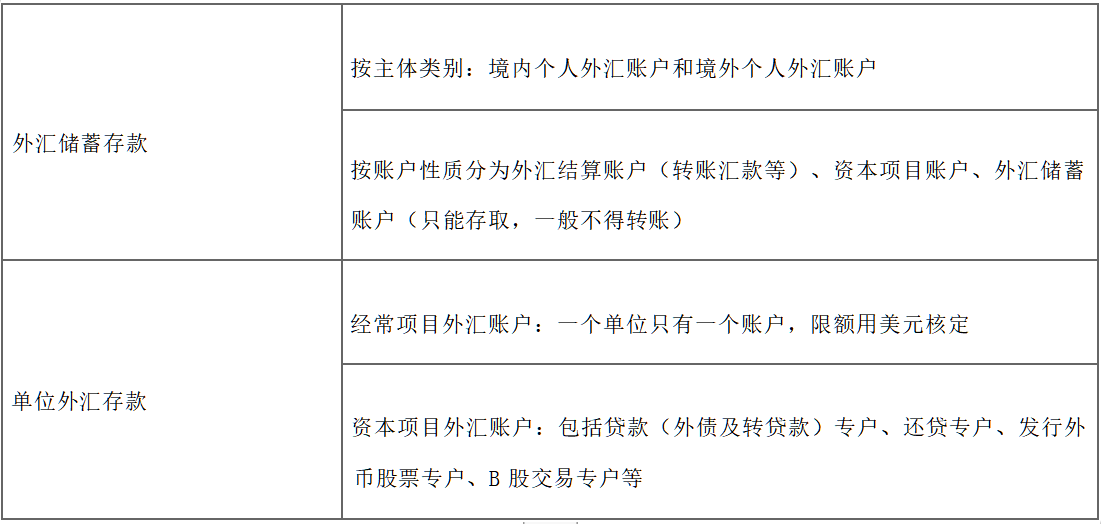 外汇储蓄存款
按主体类别：境内个人外汇账户和境外个人外汇账户
按账户性质分为外汇结算账户（转账汇款等）、资本项目账户、外汇储蓄
账户（只能存取，一般不得转账）
单位外汇存款
经常项目外汇账户：一个单位只有一个账户，限额用美元核定
资本项目外汇账户：包括贷款（外债及转贷款）专户、还贷专户、发行外
币股票专户、B 股交易专户等